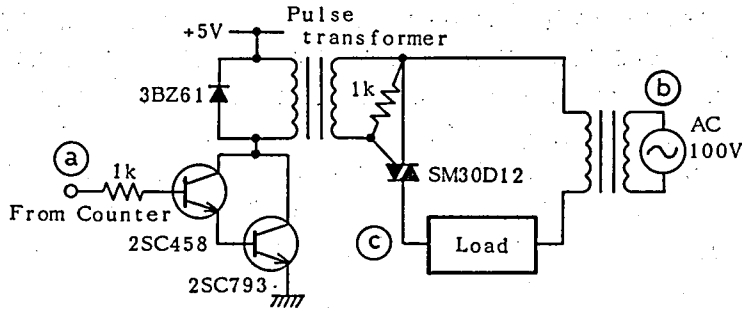 Pulse
transformer
+5V
3BZ61
1k
b
AC
100V
a
1k
From Counter
SM30D12
2SC458
c
Load
2SC793